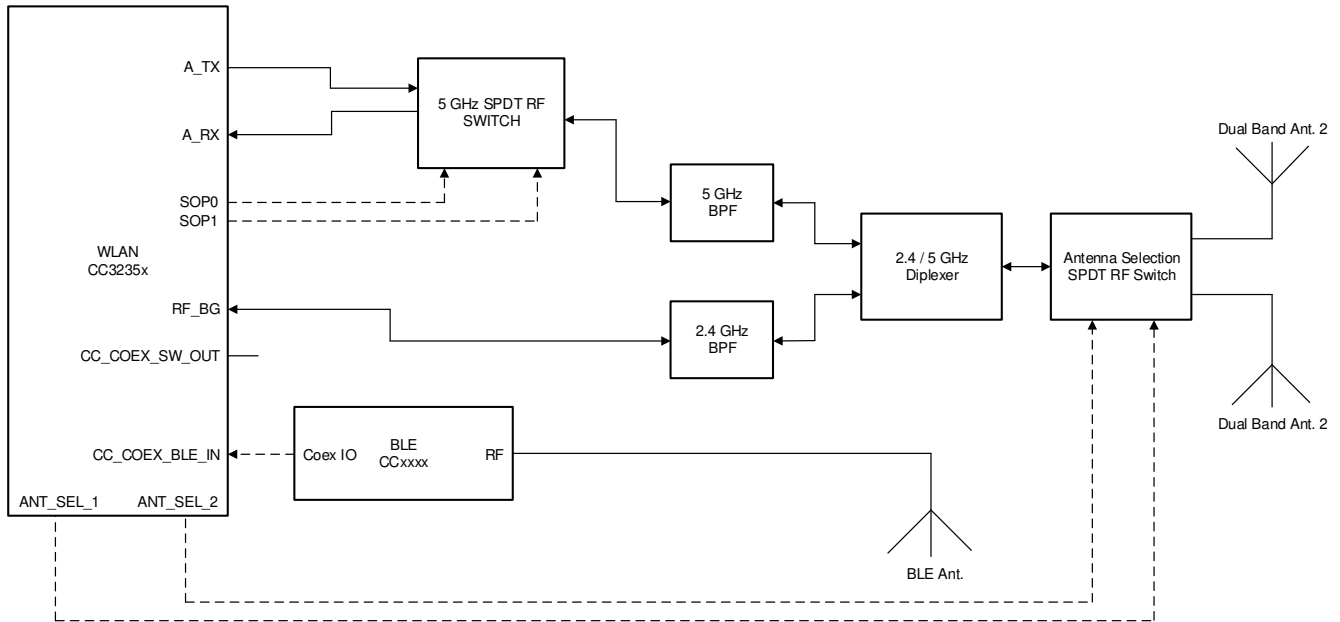 A_TX
A_RX
SOP0
SOP1
WLAN
CC3235x
RF_BG
CC_COEX_SW_OUT
CC_COEX_BLE_IN
ANT_SEL_1
ANT_SEL_2
5 GHz SPDT RF
SWITCH
5 GHz
BPF
2.4 GHz
BPF
2.4 / 5 GHz
Diplexer
Antenna Selection
SPDT RF Switch
Dual Band Ant. 2
Dual Band Ant. 2
Coex IO
BLE
CCxxxx
RF
BLE Ant.